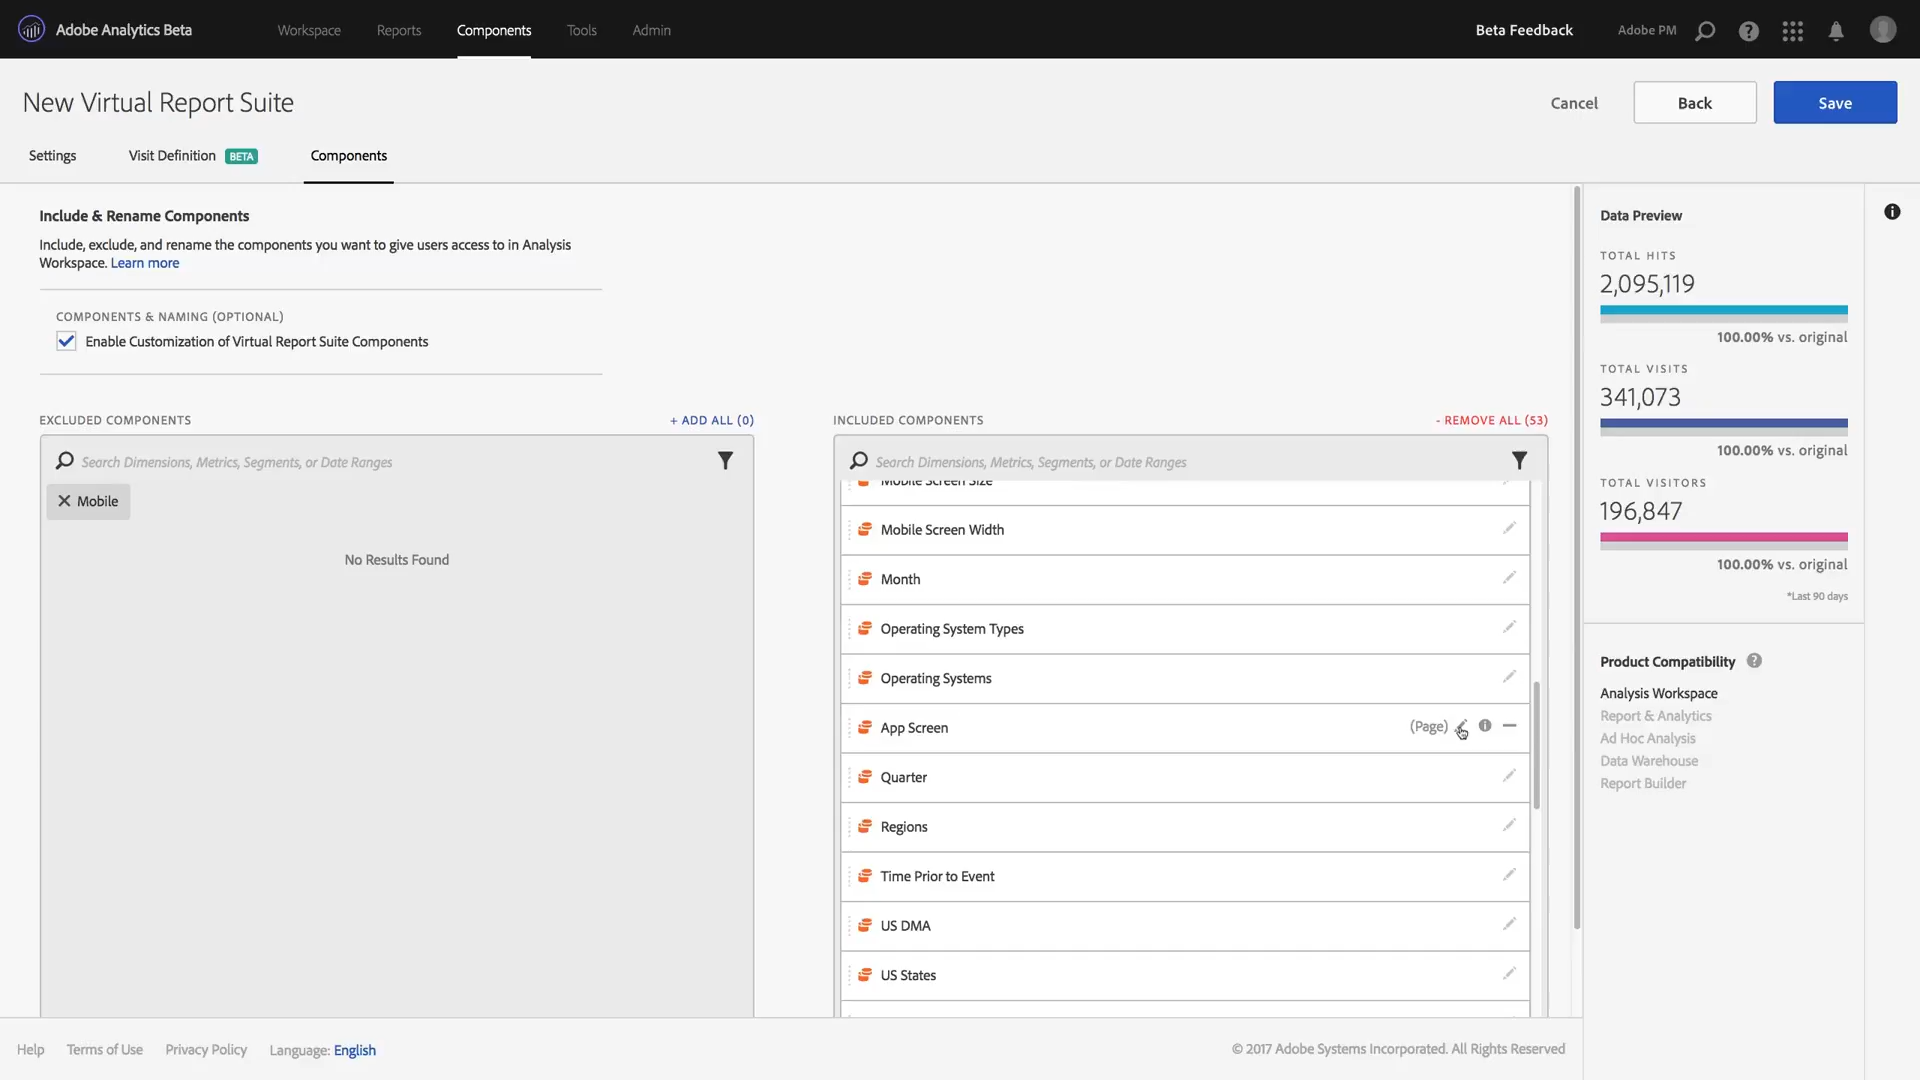 Adobe Analytics Beta
Workspace
Reports
Components
Tools
Admin
Beta Feedback
Adobe PM
New Virtual Report Suite
Cancel
Back
Save
Settings
Visit Definition BETA
Components
Include & Rename Components
Include, exclude, and rename the components you want to give users access to in Analysis
Workspace. Learn more
COMPONENTS & NAMING (OPTIONAL)
Enable Customization of Virtual Report Suite Components
EXCLUDED COMPONENTS
+ ADD ALL (0)
Search Dimensions, Metrics, Segments, or Date Ranges
Mobile
No Results Found
INCLUDED COMPONENTS
- REMOVE ALL (53)
Search Dimensions, Metrics, Segments, or Date Ranges
Mobile Screen Size
Mobile Screen Width
Month
Operating System Types
Operating Systems
App Screen (Page)
Quarter
Regions
Time Prior to Event
US DMA
US States
Data Preview
TOTAL HITS
2,095,119
100.00% vs. original
TOTAL VISITS
341,073
100.00% vs. original
TOTAL VISITORS
196,847
100.00% vs. original
*Last 90 days
Product Compatibility
Analysis Workspace
Report & Analytics
Ad Hoc Analysis
Data Warehouse
Report Builder
Help
Terms of Use
Privacy Policy
Language: English
© 2017 Adobe Systems Incorporated. All Rights Reserved